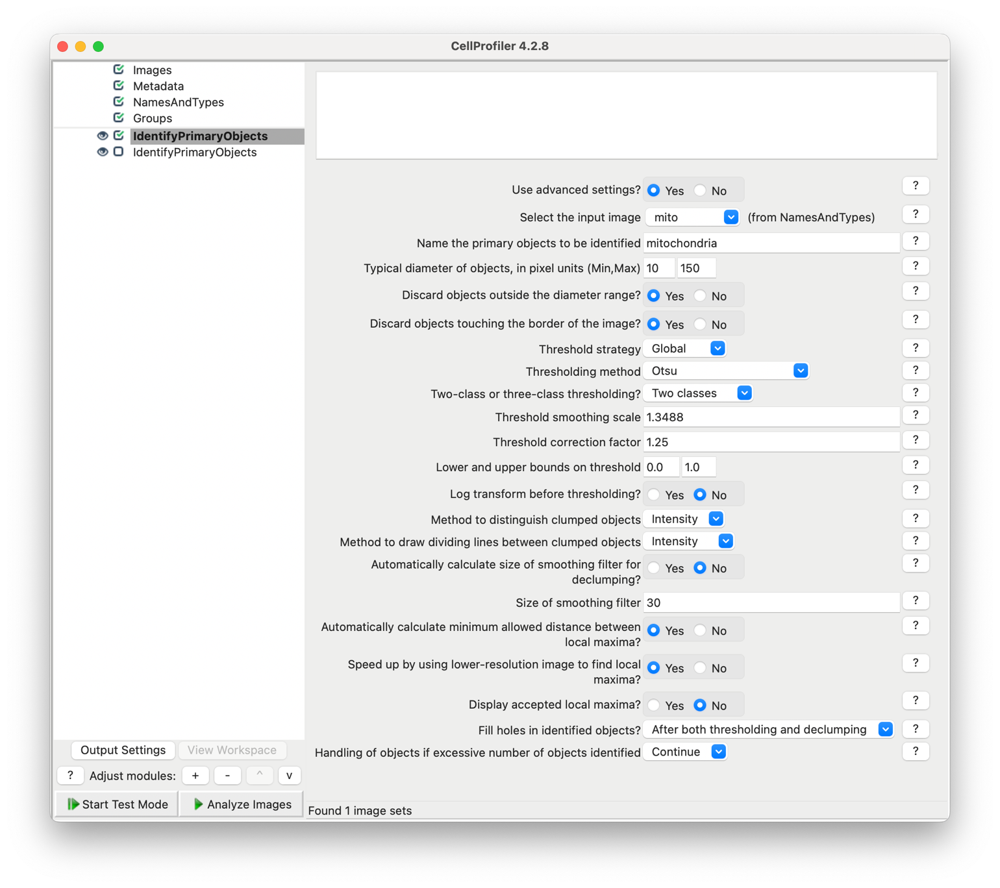 CellProfiler 4.2.8
Images
Metadata
NamesAndTypes
Groups
IdentifyPrimaryObjects
IdentifyPrimaryObjects
Use advanced settings? Yes No ?
Select the input image mito (from NamesAndTypes) ?
Name the primary objects to be identified mitochondria ?
Typical diameter of objects, in pixel units (Min,Max) 10 150 ?
Discard objects outside the diameter range? Yes No ?
Discard objects touching the border of the image? Yes No ?
Threshold strategy Global ?
Thresholding method Otsu ?
Two-class or three-class thresholding? Two classes ?
Threshold smoothing scale 1.3488 ?
Threshold correction factor 1.25 ?
Lower and upper bounds on threshold 0.0 1.0 ?
Log transform before thresholding? Yes No ?
Method to distinguish clumped objects Intensity ?
Method to draw dividing lines between clumped objects Intensity ?
Automatically calculate size of smoothing filter for
declumping? Yes No ?
Size of smoothing filter 30 ?
Automatically calculate minimum allowed distance between
local maxima? Yes No ?
Speed up by using lower-resolution image to find local
maxima? Yes No ?
Display accepted local maxima? Yes No ?
Fill holes in identified objects? After both thresholding and declumping ?
Handling of objects if excessive number of objects identified Continue ?
Output Settings View Workspace
? Adjust modules: + - ^ v
Start Test Mode Analyze Images
Found 1 image sets